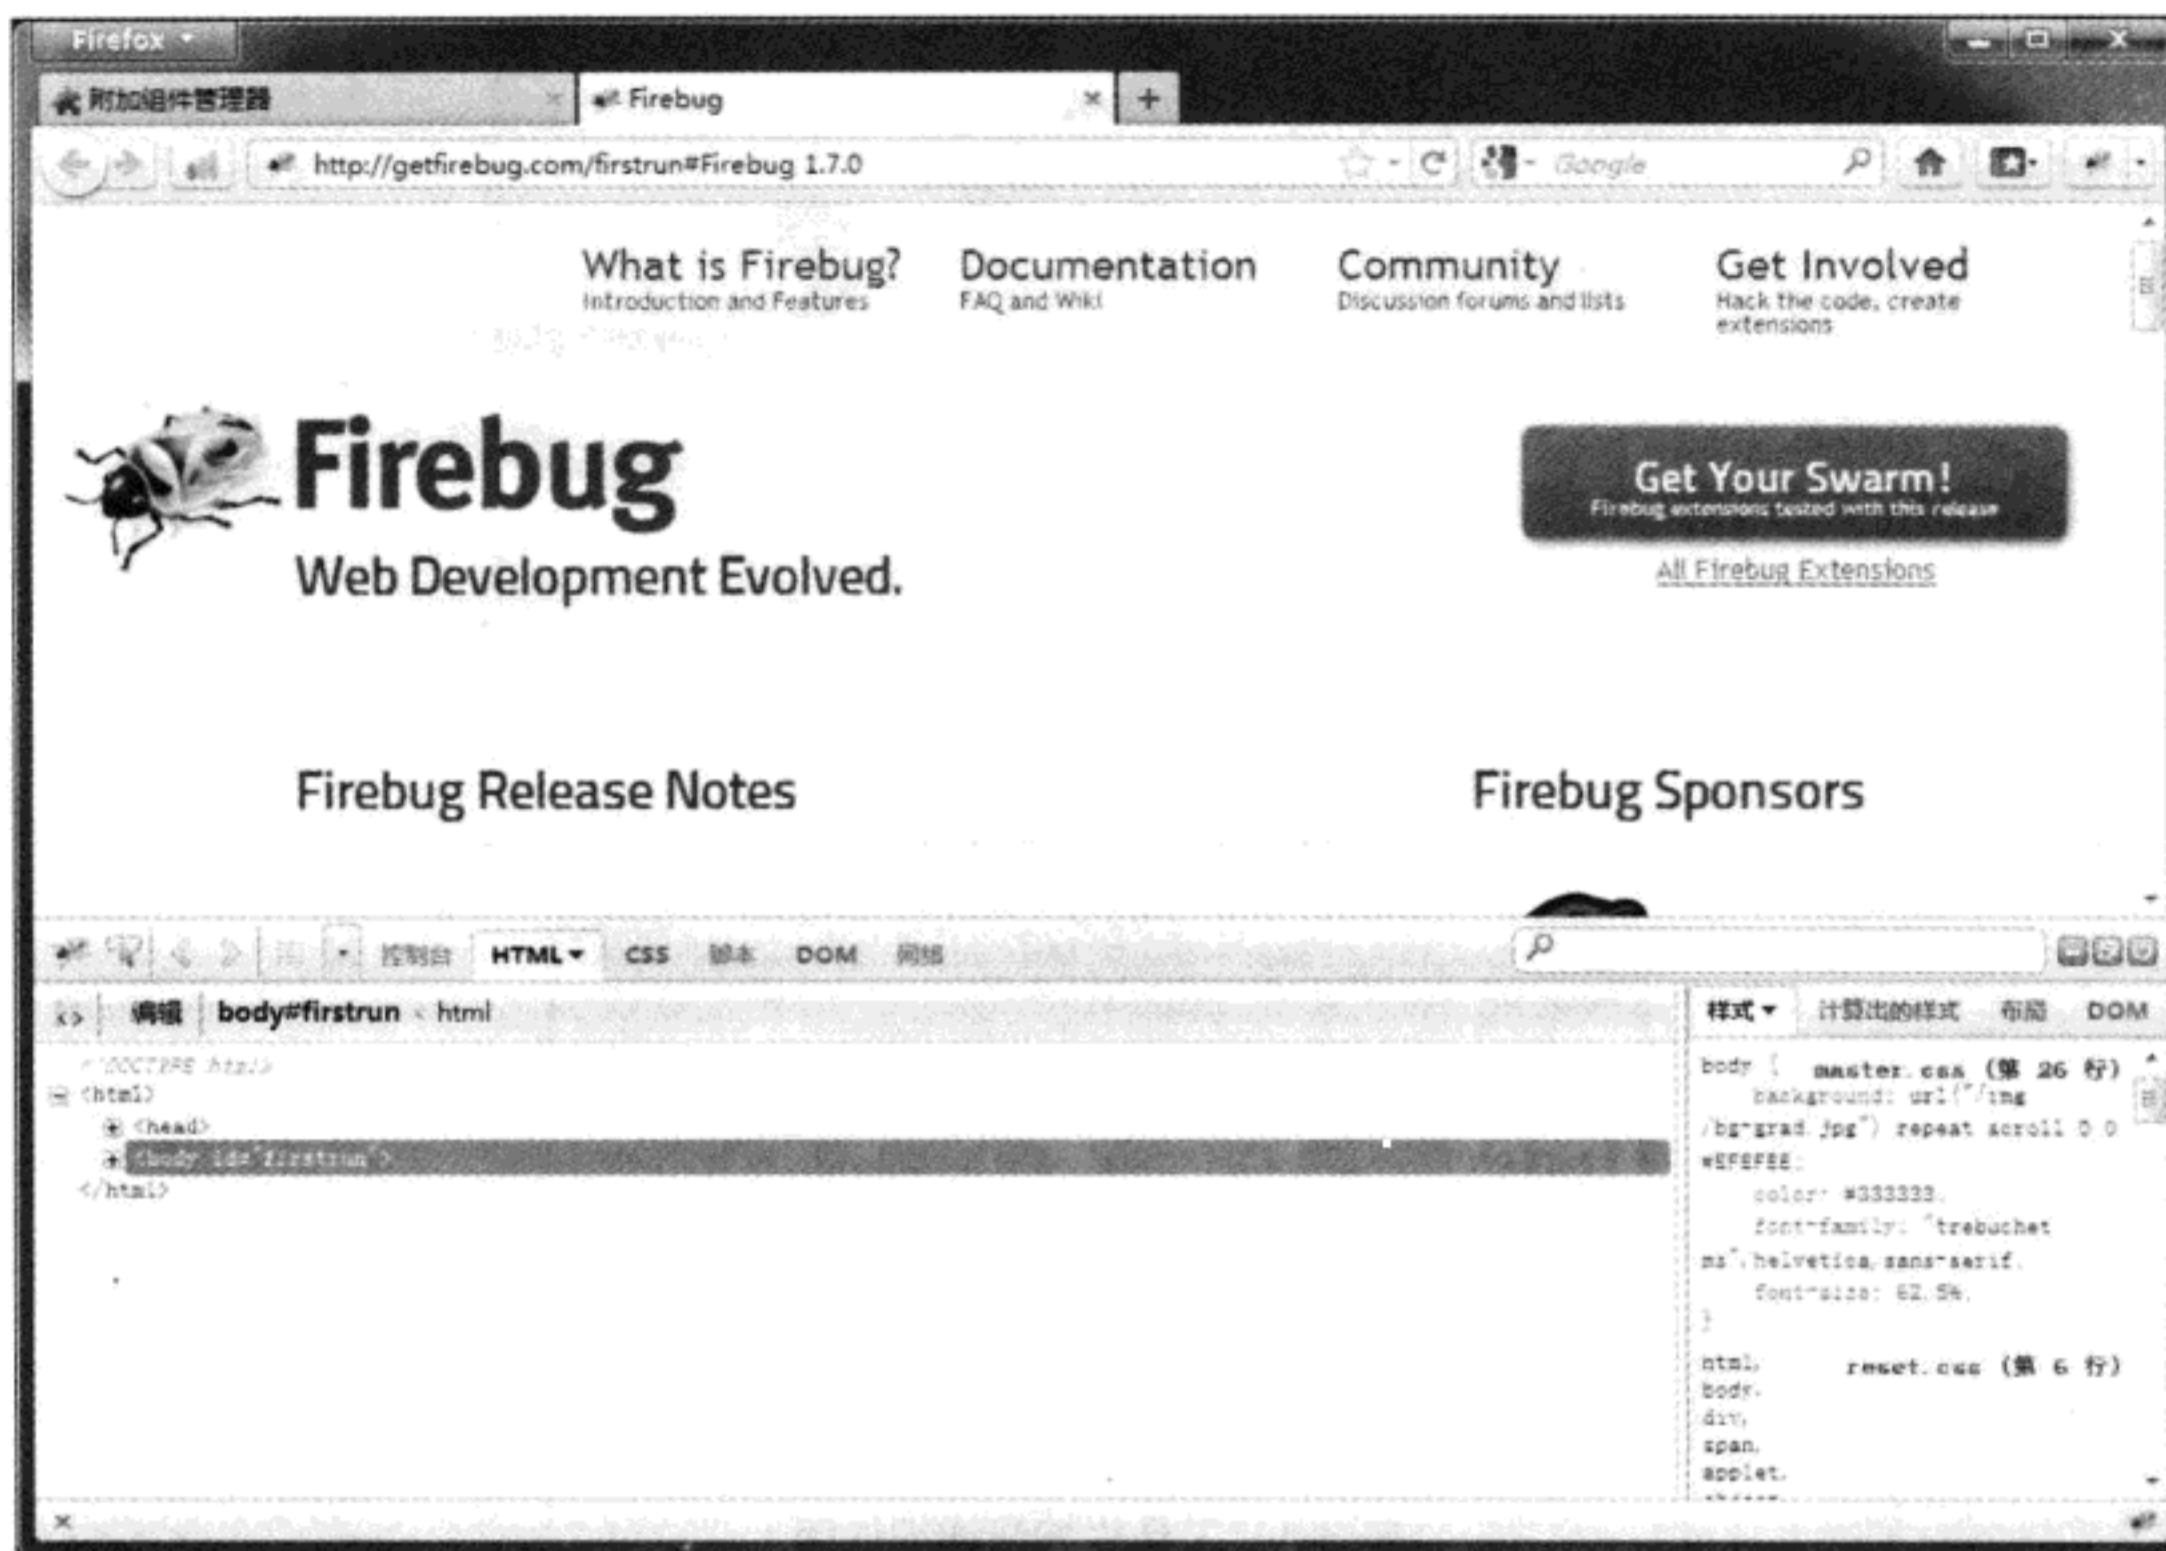 Firefox
附加组件管理器
Firebug
http://getfirebug.com/firstrun#Firebug 1.7.0
Google
What is Firebug?
Introduction and Features
Documentation
FAQ and Wiki
Community
Discussion forums and lists
Get Involved
Hack the code, create
extensions
Firebug
Web Development Evolved.
Get Your Swarm!
Firebug extensions tested with this release
All Firebug Extensions
Firebug Release Notes
Firebug Sponsors
控制台 HTML CSS 脚本 DOM 网络
编辑 body#firstrun < html
<!DOCTYPE html>
<html>
<head>
<body id="firstrun">
</html>
样式 计算出的样式 布局 DOM
body { master.css (第 26 行)
background: url("/img
/bg-grad.jpg") repeat scroll 0 0
color: #333333;
font-family: "trebuchet
ms",helvetica,sans-serif;
font-size: 62.5%;
}
html, reset.css (第 6 行)
body,
div,
span,
applet,